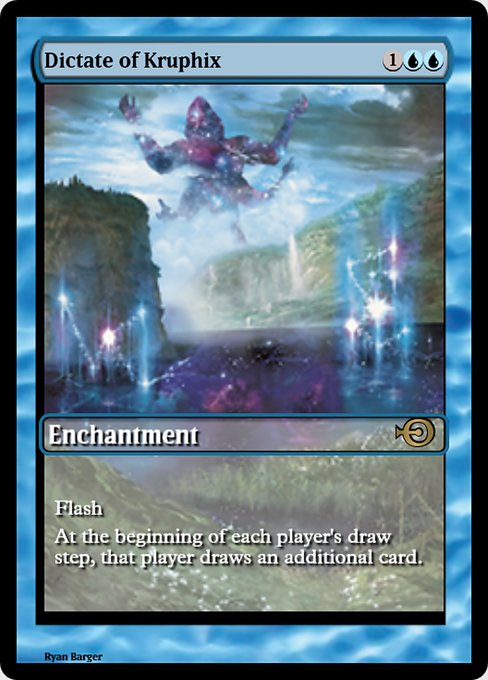 Dictate of Kruphix 1
Enchantment
Flash
At the beginning of each player's draw
step, that player draws an additional card.
Ryan Barger